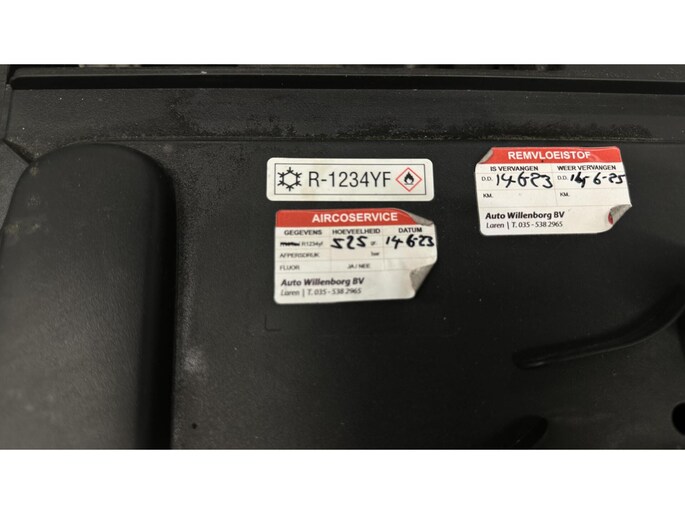 R-1234YF
AIRCOSERVICE
GEGEVENS HOEVEELHEID DATUM
R1234yf 525 gr. 14-6-23
AFPERSDRUK bar
FLUOR JA / NEE
Auto Willenborg BV
Laren | T. 035 - 538 2965
REMVLOEISTOF
IS VERVANGEN WEER VERVANGEN
D.D. 14-6-23 D.D. 14-6-25
KM. KM.
Auto Willenborg BV
Laren | T. 035 - 538 2965